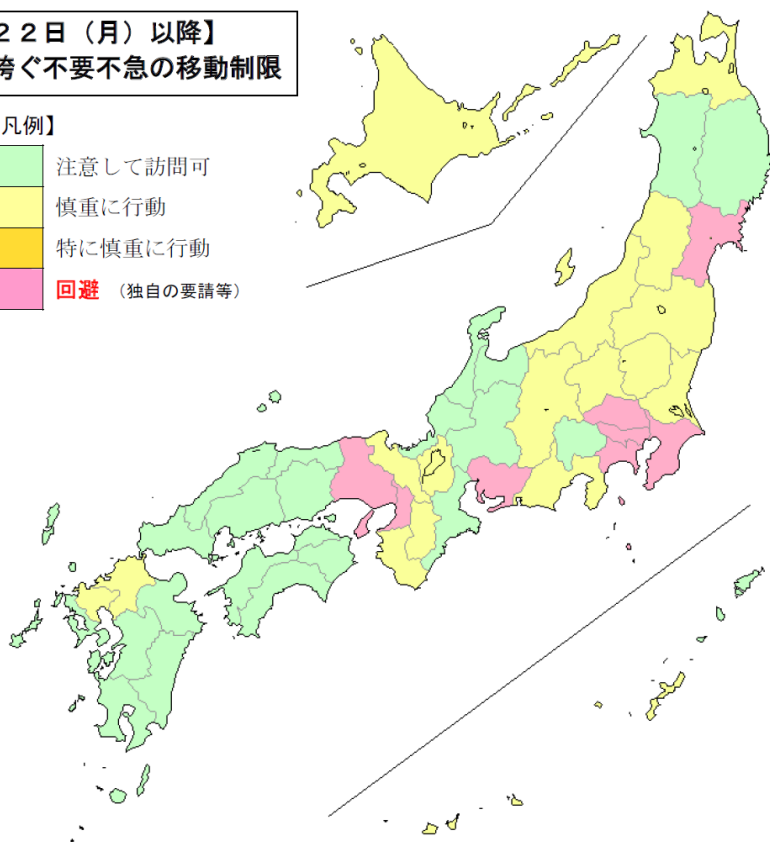 ２２日（月）以降】
跨ぐ不要不急の移動制限
凡例】
注意して訪問可
慎重に行動
特に慎重に行動
回避 （独自の要請等）